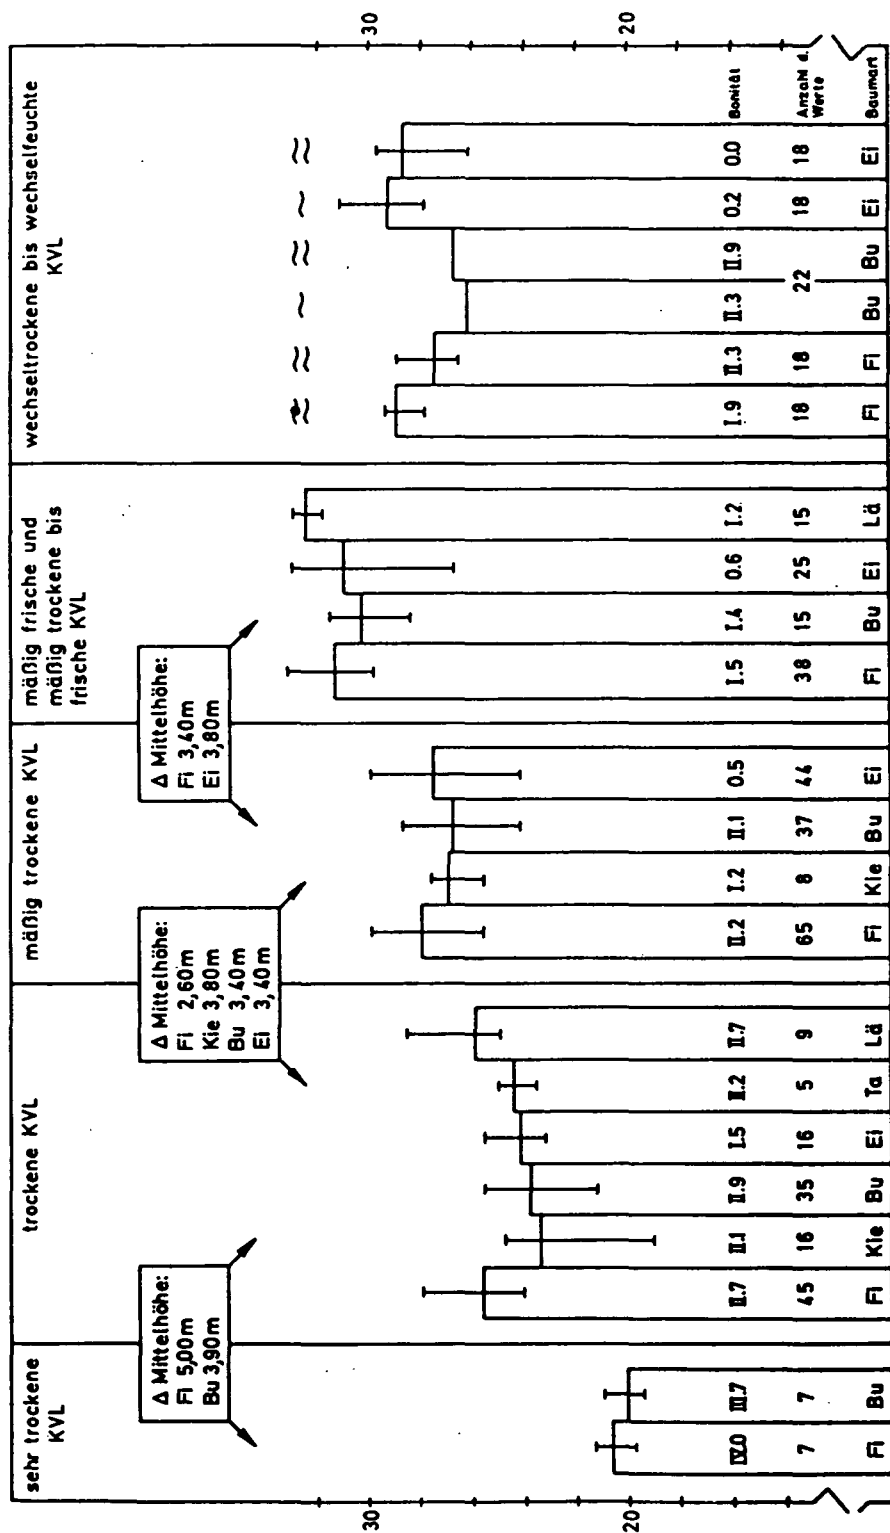 sehr trockene
KVL
trockene KVL
mäßig trockene KVL
mäßig frische und
mäßig trockene bis
frische KVL
wechseltrockene bis wechselfeuchte
KVL
Δ Mittelhöhe:
Fi 5,00m
Bu 3,90m
Δ Mittelhöhe:
Fi 2,60m
Kie 3,80m
Bu 3,40m
Ei 3,40m
Δ Mittelhöhe:
Fi 3,40m
Ei 3,80m
~ ≈ ~ ≈ ~ ≈
30
30
20
20
IV.0 III.7 II.7 II.1 II.9 I.5 II.2 II.7 II.2 I.2 II.1 0.5 I.5 I.4 0.6 I.2 I.9 II.3 II.3 II.9 0.2 0.0 Bonität
7 7 45 16 35 16 5 9 65 8 37 44 38 15 25 15 18 18 22 18 18 Anzahl d.
Werte
Fi Bu Fi Kie Bu Ei Ta Lä Fi Kie Bu Ei Fi Bu Ei Lä Fi Fi Bu Bu Ei Ei Baumart